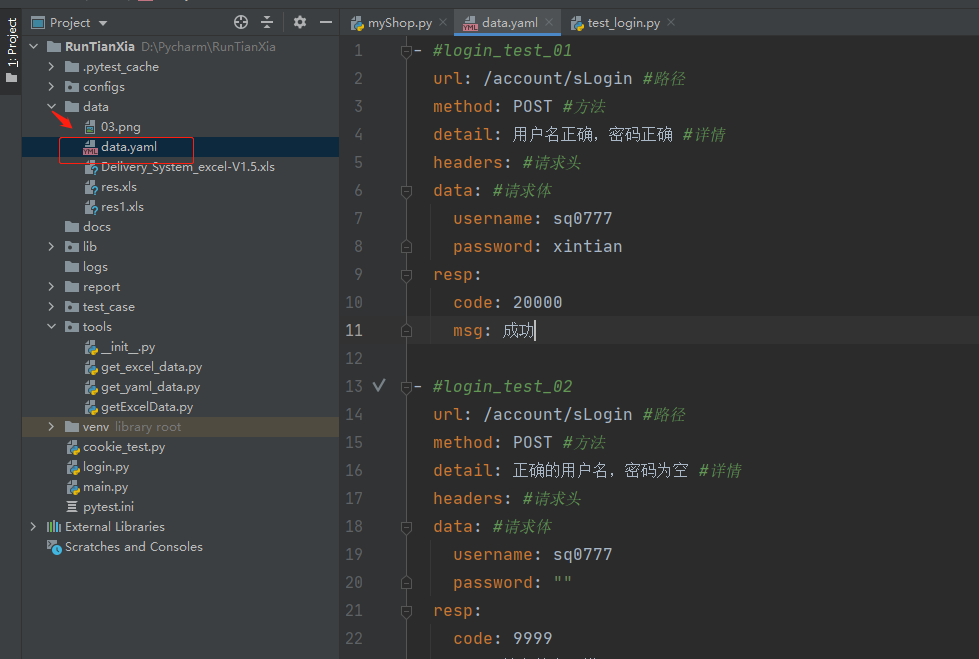 1: Project
Project
RunTianXia D:\Pycharm\RunTianXia
.pytest_cache
configs
data
03.png
data.yaml
Delivery_System_excel-V1.5.xls
res.xls
res1.xls
docs
lib
logs
report
test_case
tools
__init__.py
get_excel_data.py
get_yaml_data.py
getExcelData.py
venv library root
cookie_test.py
login.py
main.py
pytest.ini
External Libraries
Scratches and Consoles
myShop.py data.yaml test_login.py
1 - #login_test_01
2 url: /account/sLogin #路径
3 method: POST #方法
4 detail: 用户名正确，密码正确 #详情
5 headers: #请求头
6 data: #请求体
7 username: sq0777
8 password: xintian
9 resp:
10 code: 20000
11 msg: 成功
12
13 - #login_test_02
14 url: /account/sLogin #路径
15 method: POST #方法
16 detail: 正确的用户名，密码为空 #详情
17 headers: #请求头
18 data: #请求体
19 username: sq0777
20 password: ""
21 resp:
22 code: 9999